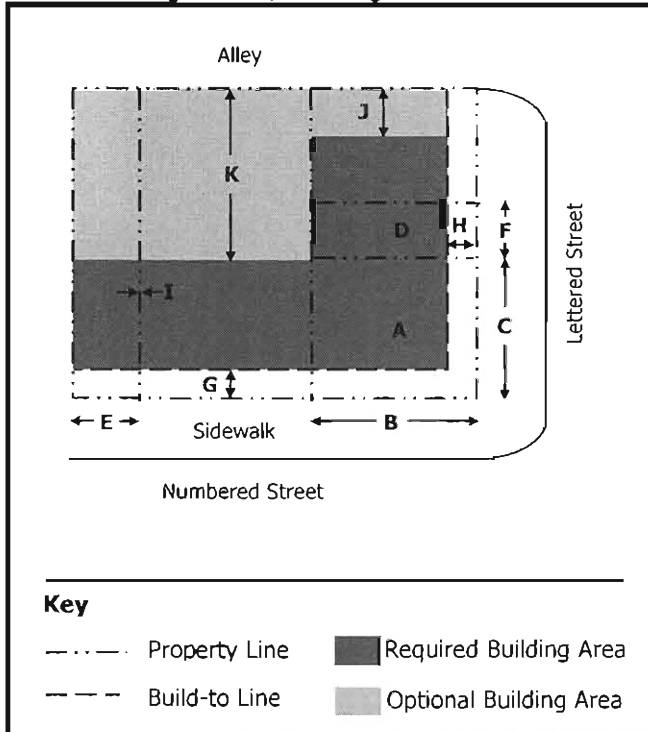 Alley
J
K
D
H
F
I
A
C
Lettered Street
G
E
B
Sidewalk
Numbered Street
Key
Property Line
Required Building Area
Build-to Line
Optional Building Area